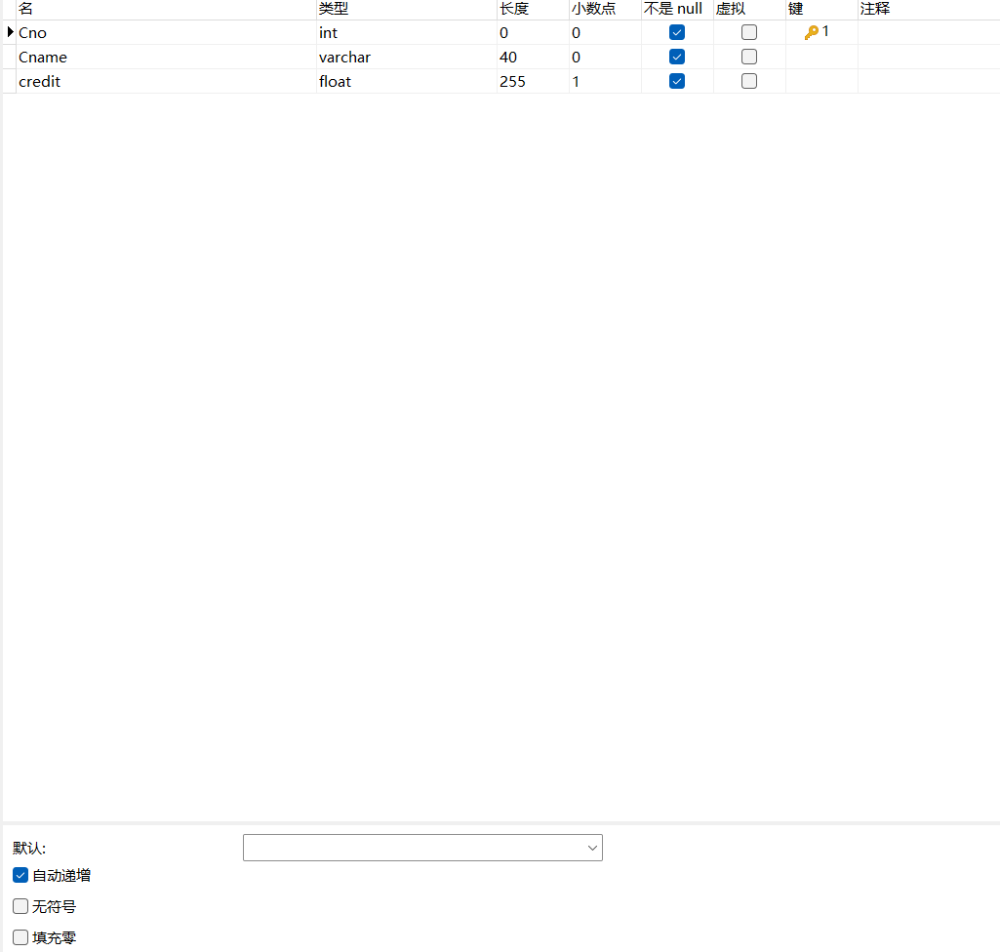 名 类型 长度 小数点 不是 null 虚拟 键 注释
Cno int 0 0 1
Cname varchar 40 0
credit float 255 1
默认:
自动递增
无符号
填充零